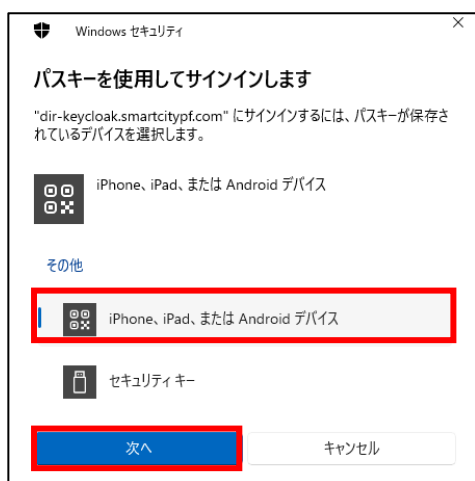 Windows セキュリティ
パスキーを使用してサインインします
"dir-keycloak.smartcitypf.com" にサインインするには、パスキーが保存さ
れているデバイスを選択します。
iPhone、iPad、または Android デバイス
その他
iPhone、iPad、または Android デバイス
セキュリティ キー
次へ
キャンセル